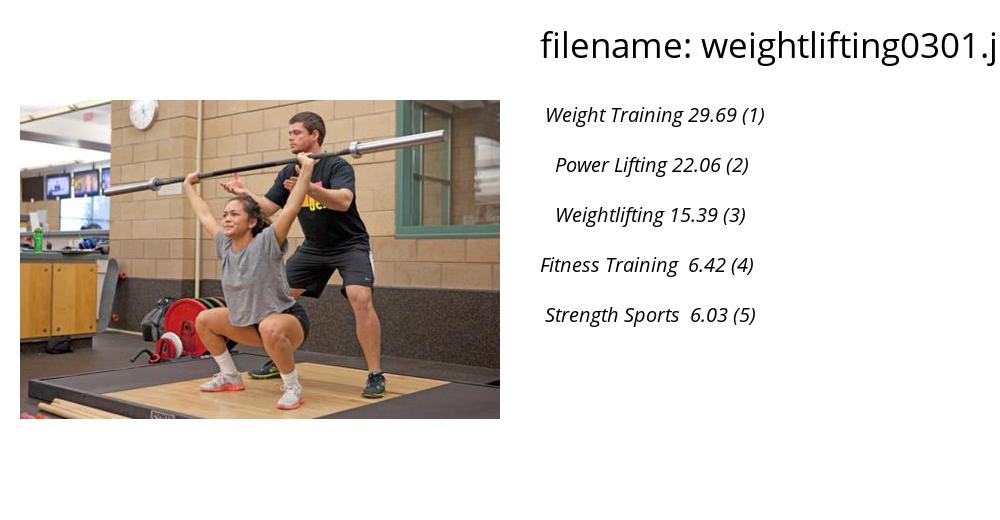 filename: weightlifting0301.j
Weight Training 29.69 (1)
Power Lifting 22.06 (2)
Weightlifting 15.39 (3)
Fitness Training 6.42 (4)
Strength Sports 6.03 (5)